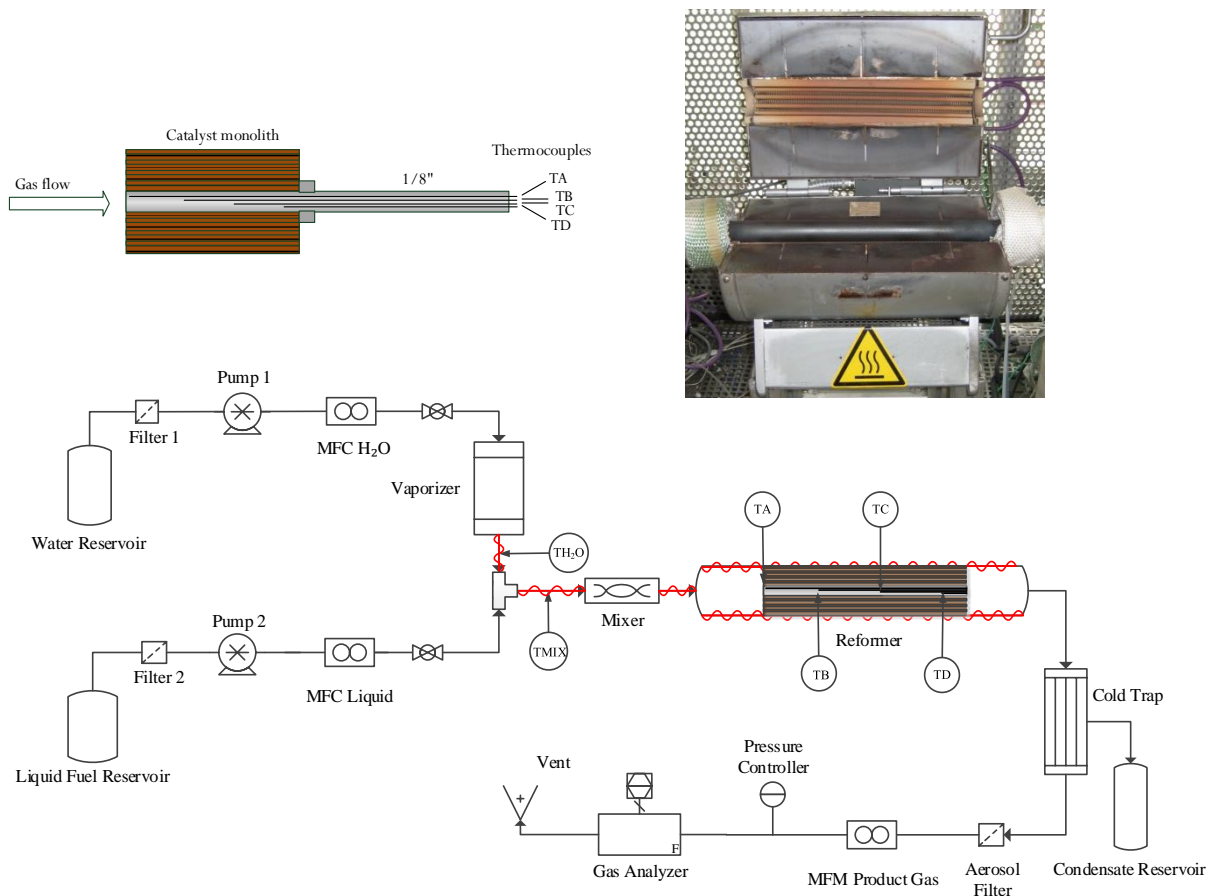 Catalyst monolith
Thermocouples
Gas flow
1/8"
TA
TB
TC
TD
Pump 1
Filter 1
MFC H₂O
Vaporizer
Water Reservoir
TH₂O
TA
TC
Mixer
Reformer
Pump 2
TMIX
TB
TD
Filter 2
MFC Liquid
Cold Trap
Liquid Fuel Reservoir
Vent
Pressure
Controller
+
F
Gas Analyzer
MFM Product Gas
Aerosol
Filter
Condensate Reservoir